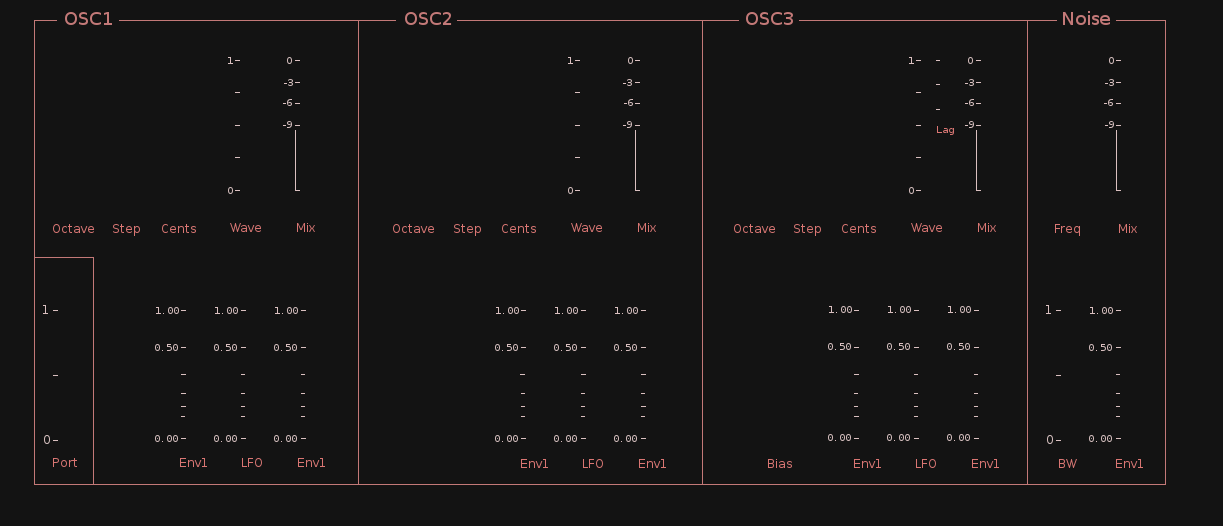 OSC1 OSC2 OSC3 Noise
1 0 1 0 1 0 0
-3 -3 -3 -3
-6 -6 -6 -6
-9 -9 Lag -9 -9
0 0 0
Octave Step Cents Wave Mix Octave Step Cents Wave Mix Octave Step Cents Wave Mix Freq Mix
1 1.00 1.00 1.00 1.00 1.00 1.00 1.00 1.00 1.00 1 1.00
0.50 0.50 0.50 0.50 0.50 0.50 0.50 0.50 0.50 0.50
0 0.00 0.00 0.00 0.00 0.00 0.00 0.00 0.00 0.00 0 0.00
Port Env1 LFO Env1 Env1 LFO Env1 Bias Env1 LFO Env1 BW Env1